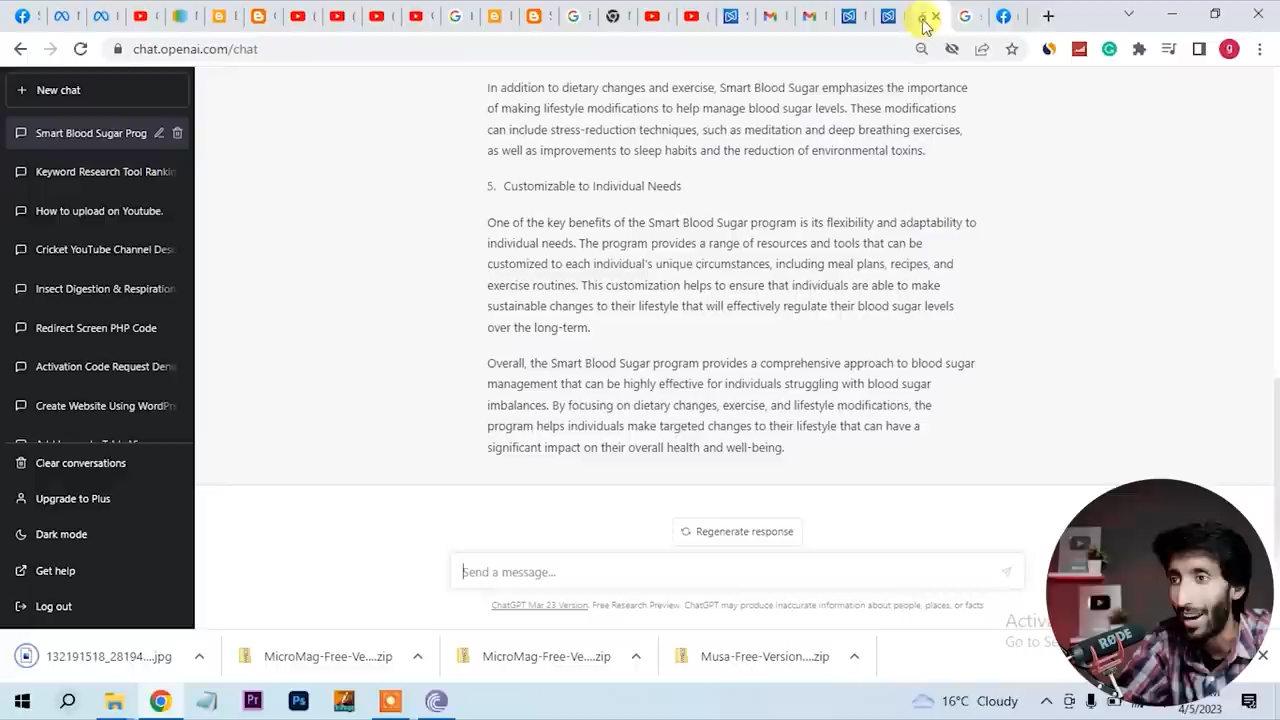 chat.openai.com/chat
g
New chat
Smart Blood Sugar Prog
Keyword Research Tool Rankin
How to upload on Youtube.
Cricket YouTube Channel Desc
Insect Digestion & Respiration
Redirect Screen PHP Code
Activation Code Request Deni
Create Website Using WordPr
Clear conversations
Upgrade to Plus
Dark mode
Get help
Log out
In addition to dietary changes and exercise, Smart Blood Sugar emphasizes the importance
of making lifestyle modifications to help manage blood sugar levels. These modifications
can include stress-reduction techniques, such as meditation and deep breathing exercises,
as well as improvements to sleep habits and the reduction of environmental toxins.
5. Customizable to Individual Needs
One of the key benefits of the Smart Blood Sugar program is its flexibility and adaptability to
individual needs. The program provides a range of resources and tools that can be
customized to each individual's unique circumstances, including meal plans, recipes, and
exercise routines. This customization helps to ensure that individuals are able to make
sustainable changes to their lifestyle that will effectively regulate their blood sugar levels
over the long-term.
Overall, the Smart Blood Sugar program provides a comprehensive approach to blood sugar
management that can be highly effective for individuals struggling with blood sugar
imbalances. By focusing on dietary changes, exercise, and lifestyle modifications, the
program helps individuals make targeted changes to their lifestyle that can have a
significant impact on their overall health and well-being.
Regenerate response
Send a message...
ChatGPT Mar 23 Version. Free Research Preview. ChatGPT may produce inaccurate information about people, places, or facts
Activ
Go to Se
RØDE
132191518_28194....jpg
MicroMag-Free-Ve....zip
MicroMag-Free-Ve....zip
Musa-Free-Version....zip
Pr
Ps
16°C Cloudy
4/5/2023